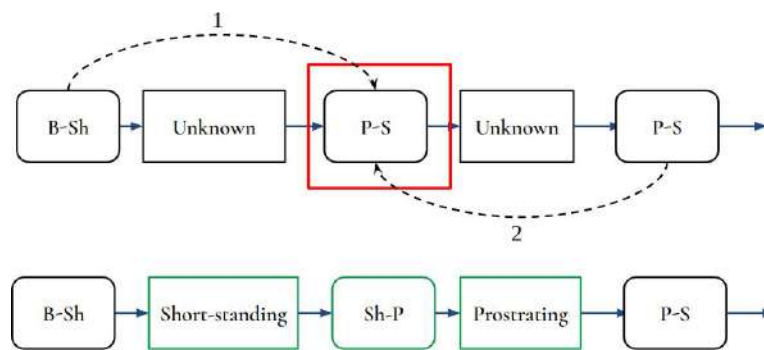 1
B-Sh Unknown P-S Unknown P-S
2
B-Sh Short-standing Sh-P Prostrating P-S